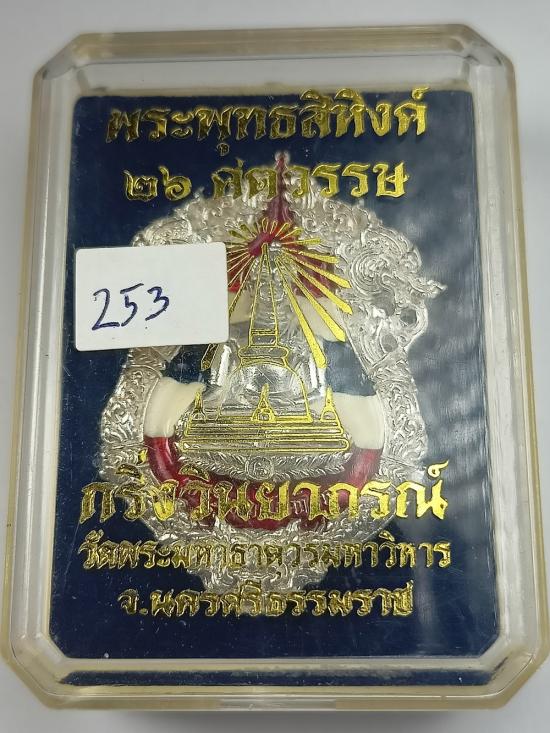 พระพุทธสิหิงค์
๒๖ ศตวรรษ
253
กริ่งวินยาภรณ์
วัดพระมหาธาตุวรมหาวิหาร
จ.นครศรีธรรมราช